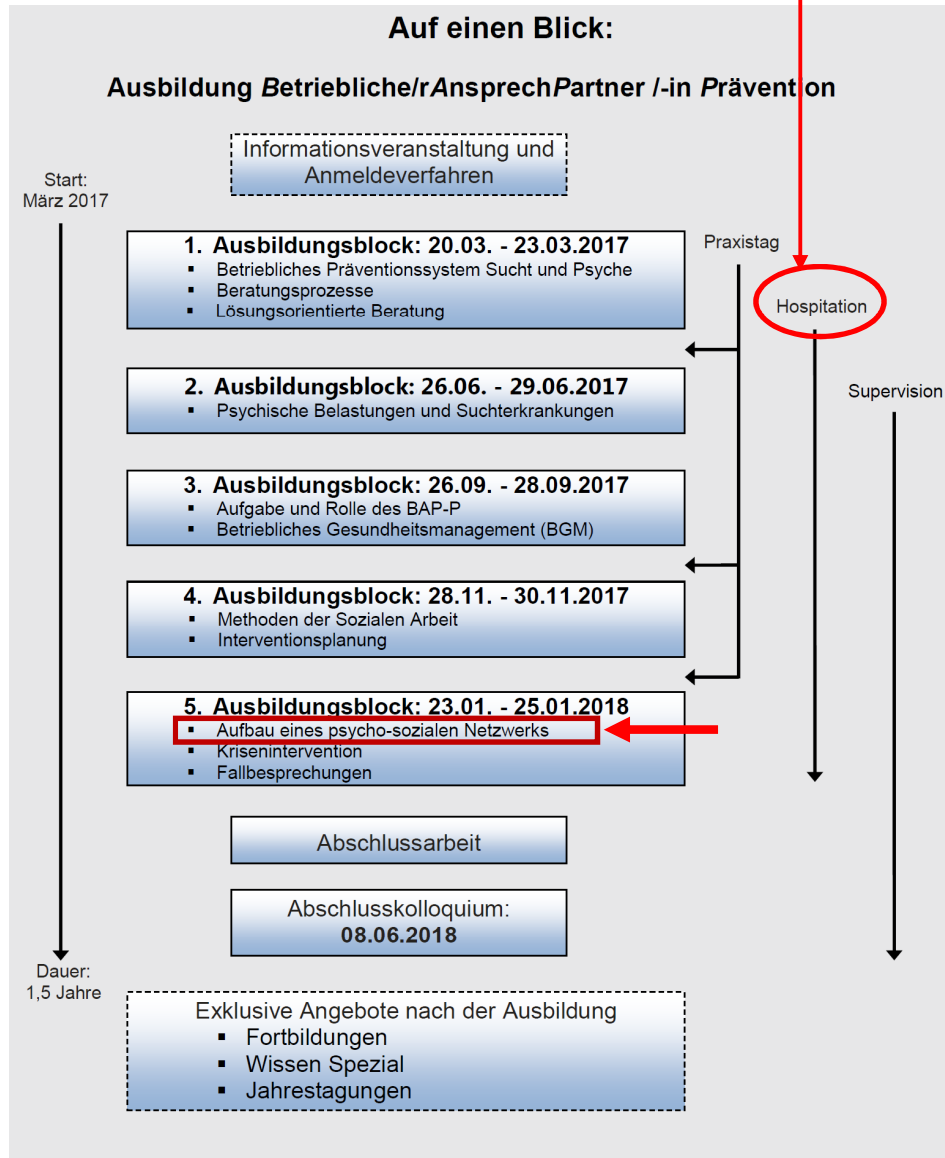 Auf einen Blick:
Ausbildung Betriebliche/rAnsprechPartner /-in Prävention
Informationsveranstaltung und
Anmeldeverfahren
Start:
März 2017
1. Ausbildungsblock: 20.03. - 23.03.2017
▪ Betriebliches Präventionssystem Sucht und Psyche
▪ Beratungsprozesse
▪ Lösungsorientierte Beratung
Praxistag
Hospitation
Supervision
2. Ausbildungsblock: 26.06. - 29.06.2017
▪ Psychische Belastungen und Suchterkrankungen
3. Ausbildungsblock: 26.09. - 28.09.2017
▪ Aufgabe und Rolle des BAP-P
▪ Betriebliches Gesundheitsmanagement (BGM)
4. Ausbildungsblock: 28.11. - 30.11.2017
▪ Methoden der Sozialen Arbeit
▪ Interventionsplanung
5. Ausbildungsblock: 23.01. - 25.01.2018
▪ Aufbau eines psycho-sozialen Netzwerks
▪ Krisenintervention
▪ Fallbesprechungen
Abschlussarbeit
Abschlusskolloquium:
08.06.2018
Dauer:
1,5 Jahre
Exklusive Angebote nach der Ausbildung
▪ Fortbildungen
▪ Wissen Spezial
▪ Jahrestagungen